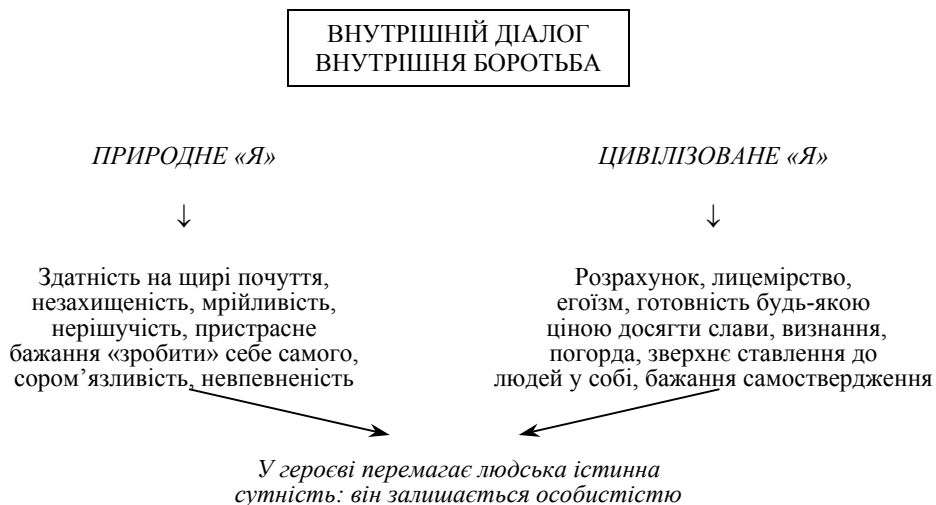 ВНУТРІШНІЙ ДІАЛОГ
ВНУТРІШНЯ БОРОТЬБА
ПРИРОДНЕ «Я»
↓
Здатність на щирі почуття,
незахищеність, мрійливість,
нерішучість, пристрасне
бажання «зробити» себе самого,
сором’язливість, невпевненість
ЦИВІЛІЗОВАНЕ «Я»
↓
Розрахунок, лицемірство,
егоїзм, готовність будь-якою
ціною досягти слави, визнання,
погорда, зверхнє ставлення до
людей у собі, бажання самоствердження
У героєві перемагає людська істинна
сутність: він залишається особистістю